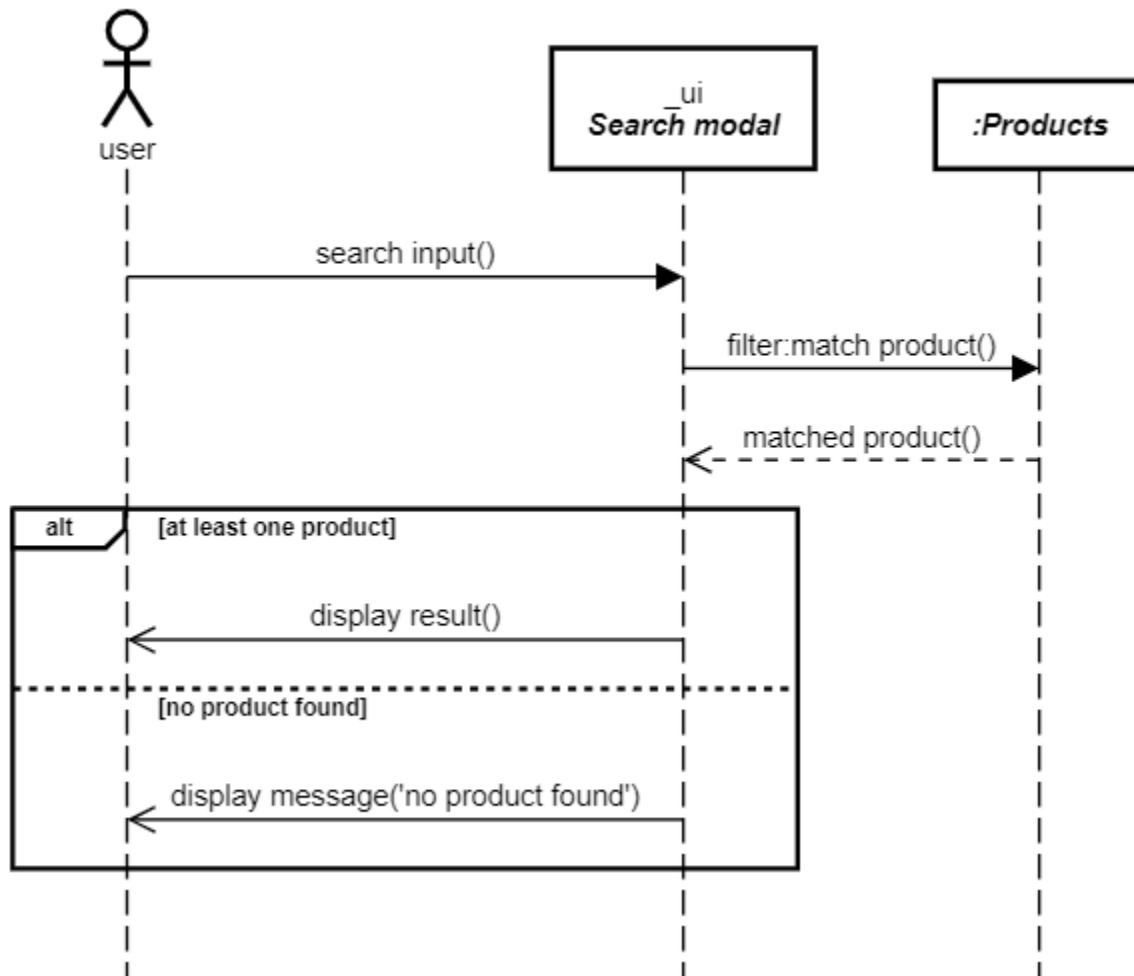 _ui
Search modal
:Products
user
search input()
filter:match product()
matched product()
alt
[at least one product]
display result()
[no product found]
display message('no product found')